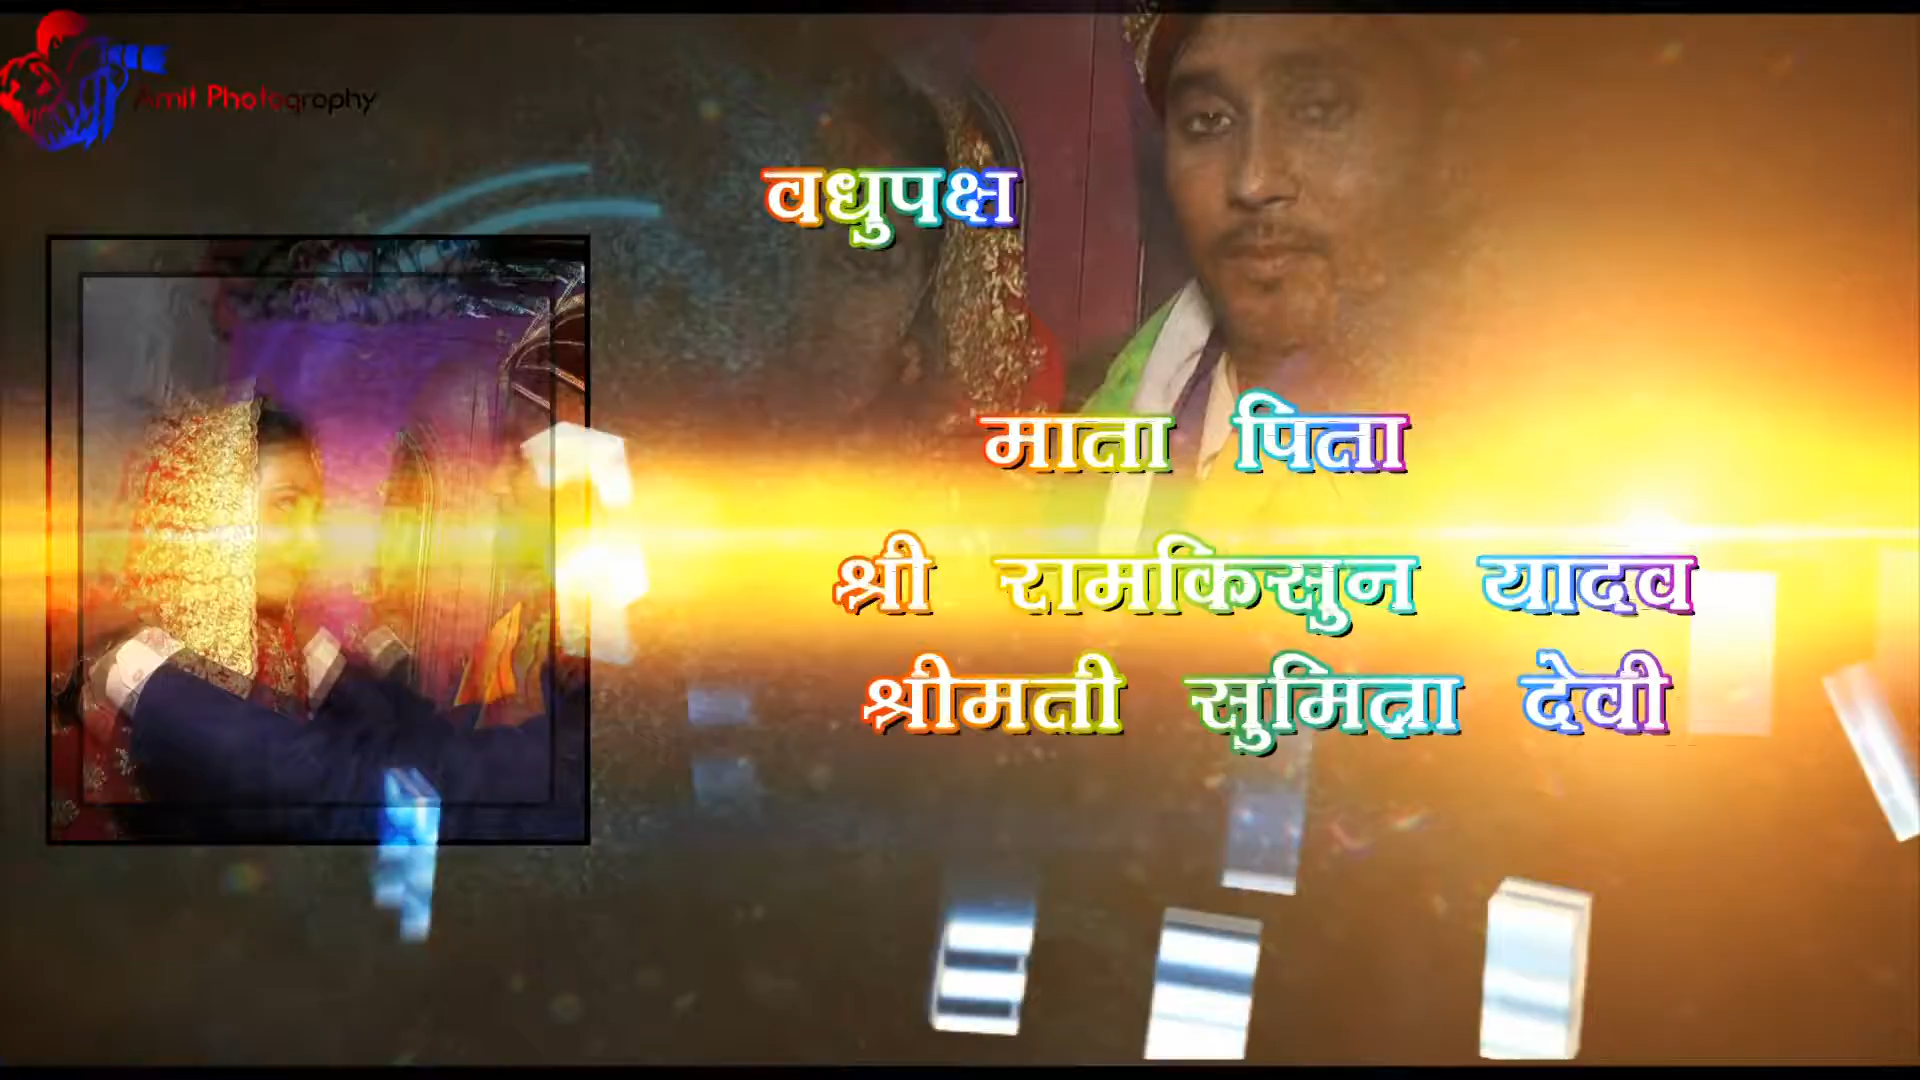 Amit Photography
वधुपक्ष
माता पिता
श्री रामकिसुन यादव
श्रीमती सुमित्रा देवी